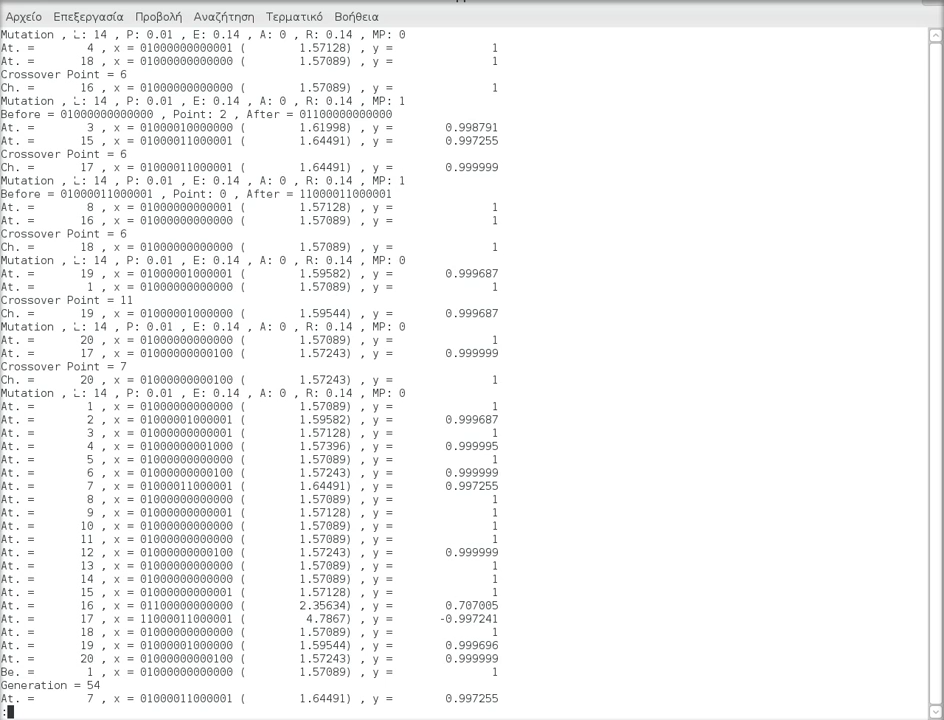 Αρχείο Επεξεργασία Προβολή Αναζήτηση Τερματικό Βοήθεια
Mutation , L: 14 , P: 0.01 , E: 0.14 , A: 0 , R: 0.14 , MP: 0
At. = 4 , x = 01000000000001 ( 1.57128) , y = 1
At. = 18 , x = 01000000000000 ( 1.57089) , y = 1
Crossover Point = 6
Ch. = 16 , x = 01000000000000 ( 1.57089) , y = 1
Mutation , L: 14 , P: 0.01 , E: 0.14 , A: 0 , R: 0.14 , MP: 1
Before = 01000000000000 , Point: 2 , After = 01100000000000
At. = 3 , x = 01000010000000 ( 1.61998) , y = 0.998791
At. = 15 , x = 01000011000001 ( 1.64491) , y = 0.997255
Crossover Point = 6
Ch. = 17 , x = 01000011000001 ( 1.64491) , y = 0.999999
Mutation , L: 14 , P: 0.01 , E: 0.14 , A: 0 , R: 0.14 , MP: 1
Before = 01000011000001 , Point: 0 , After = 11000011000001
At. = 8 , x = 01000000000001 ( 1.57128) , y = 1
At. = 16 , x = 01000000000000 ( 1.57089) , y = 1
Crossover Point = 6
Ch. = 18 , x = 01000000000000 ( 1.57089) , y = 1
Mutation , L: 14 , P: 0.01 , E: 0.14 , A: 0 , R: 0.14 , MP: 0
At. = 19 , x = 01000001000001 ( 1.59582) , y = 0.999687
At. = 1 , x = 01000000000000 ( 1.57089) , y = 1
Crossover Point = 11
Ch. = 19 , x = 01000001000000 ( 1.59544) , y = 0.999687
Mutation , L: 14 , P: 0.01 , E: 0.14 , A: 0 , R: 0.14 , MP: 0
At. = 20 , x = 01000000000000 ( 1.57089) , y = 1
At. = 17 , x = 01000000000100 ( 1.57243) , y = 0.999999
Crossover Point = 7
Ch. = 20 , x = 01000000000100 ( 1.57243) , y = 1
Mutation , L: 14 , P: 0.01 , E: 0.14 , A: 0 , R: 0.14 , MP: 0
At. = 1 , x = 01000000000000 ( 1.57089) , y = 1
At. = 2 , x = 01000001000001 ( 1.59582) , y = 0.999687
At. = 3 , x = 01000000000001 ( 1.57128) , y = 1
At. = 4 , x = 01000000001000 ( 1.57396) , y = 0.999995
At. = 5 , x = 01000000000000 ( 1.57089) , y = 1
At. = 6 , x = 01000000000100 ( 1.57243) , y = 0.999999
At. = 7 , x = 01000011000001 ( 1.64491) , y = 0.997255
At. = 8 , x = 01000000000000 ( 1.57089) , y = 1
At. = 9 , x = 01000000000001 ( 1.57128) , y = 1
At. = 10 , x = 01000000000000 ( 1.57089) , y = 1
At. = 11 , x = 01000000000000 ( 1.57089) , y = 1
At. = 12 , x = 01000000000100 ( 1.57243) , y = 0.999999
At. = 13 , x = 01000000000000 ( 1.57089) , y = 1
At. = 14 , x = 01000000000000 ( 1.57089) , y = 1
At. = 15 , x = 01000000000001 ( 1.57128) , y = 1
At. = 16 , x = 01100000000000 ( 2.35634) , y = 0.707005
At. = 17 , x = 11000011000001 ( 4.7867) , y = -0.997241
At. = 18 , x = 01000000000000 ( 1.57089) , y = 1
At. = 19 , x = 01000001000000 ( 1.59544) , y = 0.999696
At. = 20 , x = 01000000000100 ( 1.57243) , y = 0.999999
Be. = 1 , x = 01000000000000 ( 1.57089) , y = 1
Generation = 54
At. = 7 , x = 01000011000001 ( 1.64491) , y = 0.997255
: